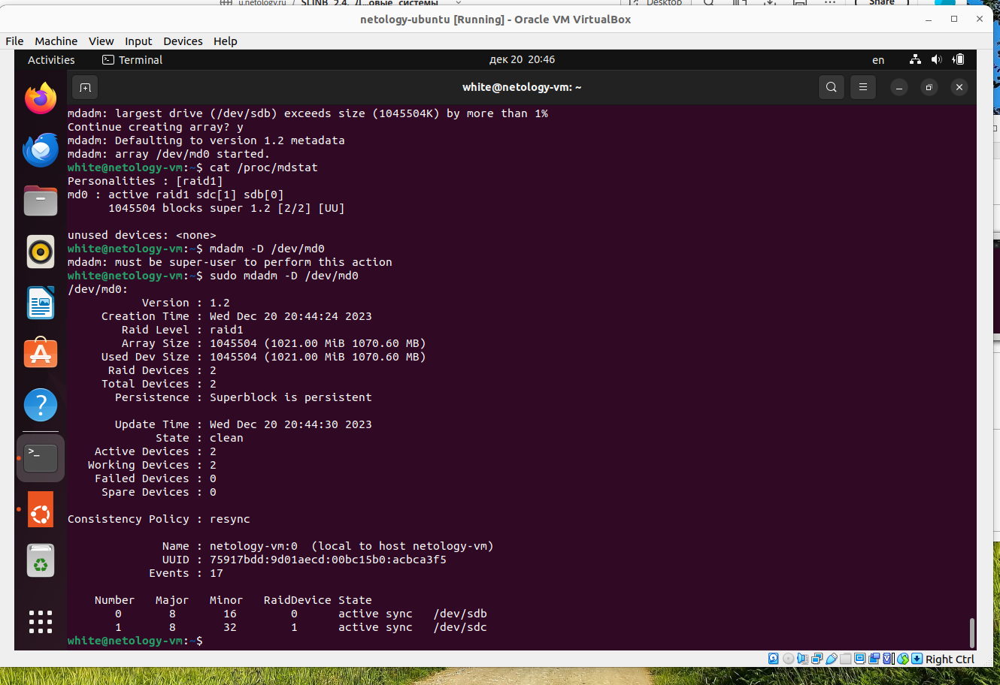 u.netology.ru / SLINB 2.4. Д...овые системы
Desktop
Share
netology-ubuntu [Running] - Oracle VM VirtualBox
File Machine View Input Devices Help
Activities Terminal дек 20 20:46 en
white@netology-vm: ~
mdadm: largest drive (/dev/sdb) exceeds size (1045504K) by more than 1%
Continue creating array? y
mdadm: Defaulting to version 1.2 metadata
mdadm: array /dev/md0 started.
white@netology-vm:~$ cat /proc/mdstat
Personalities : [raid1]
md0 : active raid1 sdc[1] sdb[0]
      1045504 blocks super 1.2 [2/2] [UU]

unused devices: <none>
white@netology-vm:~$ mdadm -D /dev/md0
mdadm: must be super-user to perform this action
white@netology-vm:~$ sudo mdadm -D /dev/md0
/dev/md0:
           Version : 1.2
     Creation Time : Wed Dec 20 20:44:24 2023
        Raid Level : raid1
        Array Size : 1045504 (1021.00 MiB 1070.60 MB)
     Used Dev Size : 1045504 (1021.00 MiB 1070.60 MB)
      Raid Devices : 2
     Total Devices : 2
       Persistence : Superblock is persistent

       Update Time : Wed Dec 20 20:44:30 2023
             State : clean
    Active Devices : 2
   Working Devices : 2
    Failed Devices : 0
     Spare Devices : 0

Consistency Policy : resync

              Name : netology-vm:0  (local to host netology-vm)
              UUID : 75917bdd:9d01aecd:00bc15b0:acbca3f5
            Events : 17

    Number   Major   Minor   RaidDevice State
       0       8       16        0      active sync   /dev/sdb
       1       8       32        1      active sync   /dev/sdc
white@netology-vm:~$
Right Ctrl